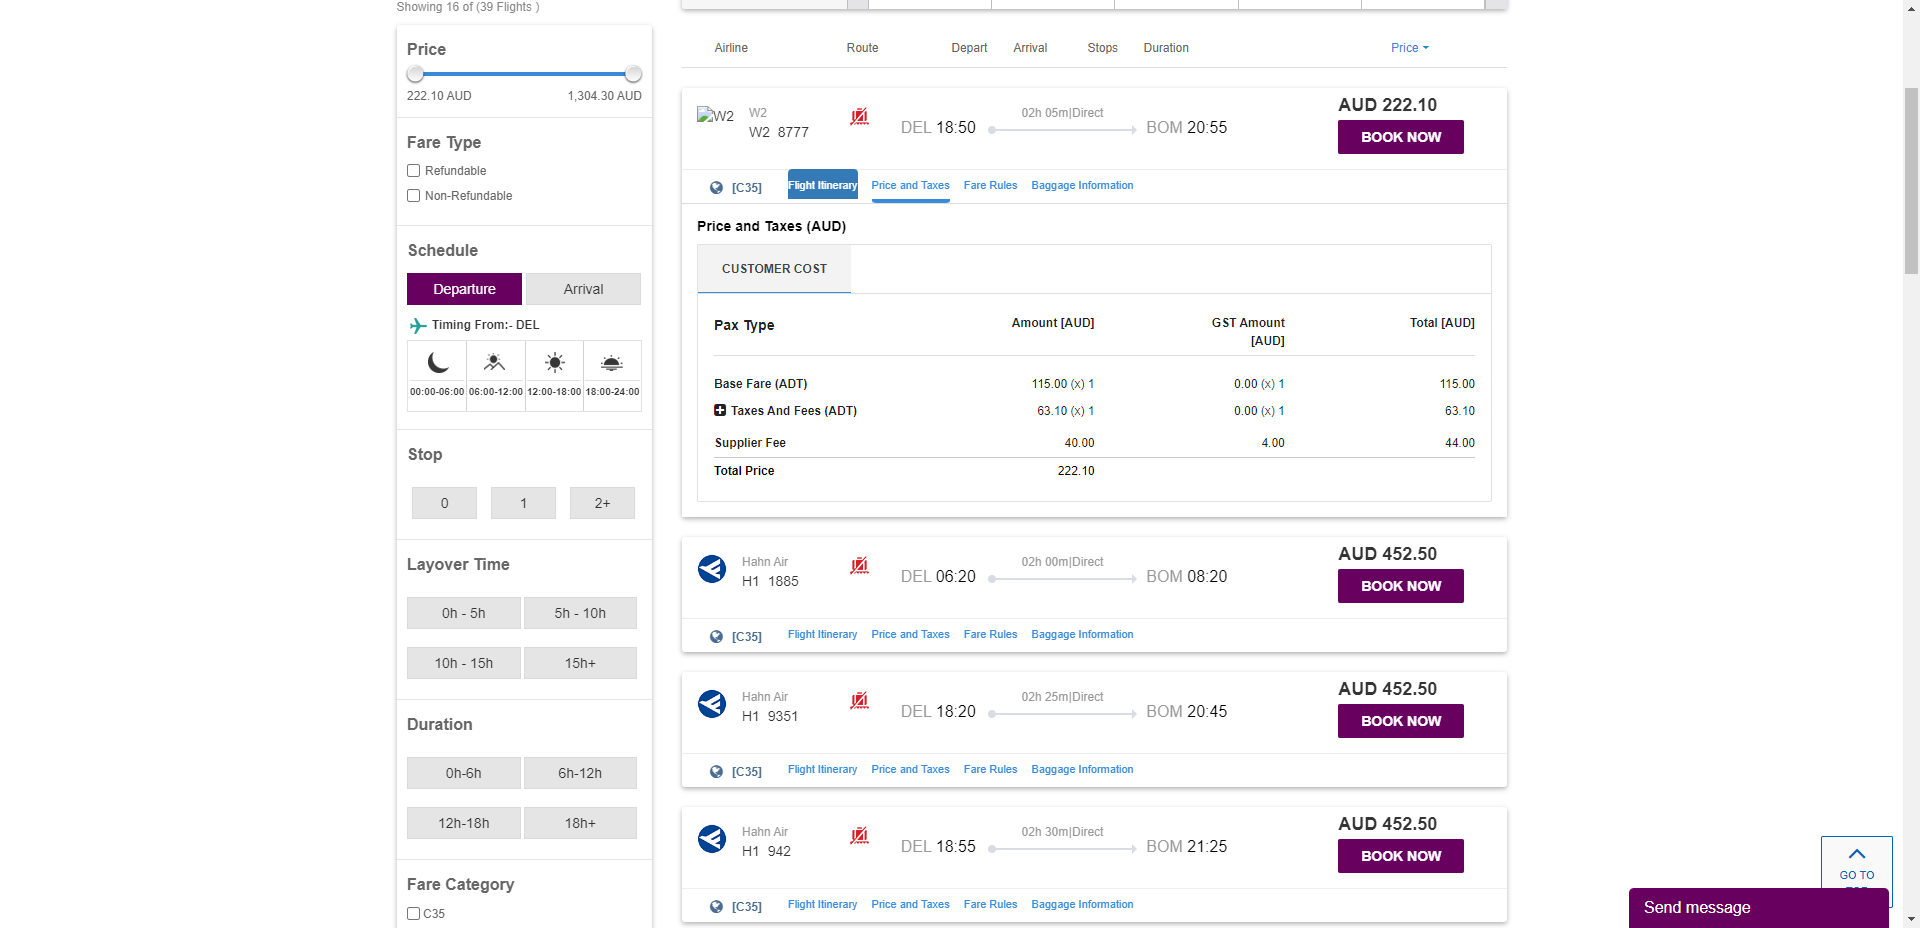 Showing 16 of (39 Flights )
Price
222.10 AUD 1,304.30 AUD
Fare Type
Refundable
Non-Refundable
Schedule
Departure Arrival
Timing From:- DEL
00:00-06:00 06:00-12:00 12:00-18:00 18:00-24:00
Stop
0 1 2+
Layover Time
0h - 5h 5h - 10h
10h - 15h 15h+
Duration
0h-6h 6h-12h
12h-18h 18h+
Fare Category
C35
Airline Route Depart Arrival Stops Duration Price
W2 W2 02h 05m|Direct AUD 222.10
W2 8777 DEL 18:50 BOM 20:55 BOOK NOW
[C35] Flight Itinerary Price and Taxes Fare Rules Baggage Information
Price and Taxes (AUD)
CUSTOMER COST
Pax Type Amount [AUD] GST Amount [AUD] Total [AUD]
Base Fare (ADT) 115.00 (x) 1 0.00 (x) 1 115.00
Taxes And Fees (ADT) 63.10 (x) 1 0.00 (x) 1 63.10
Supplier Fee 40.00 4.00 44.00
Total Price 222.10
Hahn Air 02h 00m|Direct AUD 452.50
H1 1885 DEL 06:20 BOM 08:20 BOOK NOW
[C35] Flight Itinerary Price and Taxes Fare Rules Baggage Information
Hahn Air 02h 25m|Direct AUD 452.50
H1 9351 DEL 18:20 BOM 20:45 BOOK NOW
[C35] Flight Itinerary Price and Taxes Fare Rules Baggage Information
Hahn Air 02h 30m|Direct AUD 452.50
H1 942 DEL 18:55 BOM 21:25 BOOK NOW
[C35] Flight Itinerary Price and Taxes Fare Rules Baggage Information
GO TO
Send message